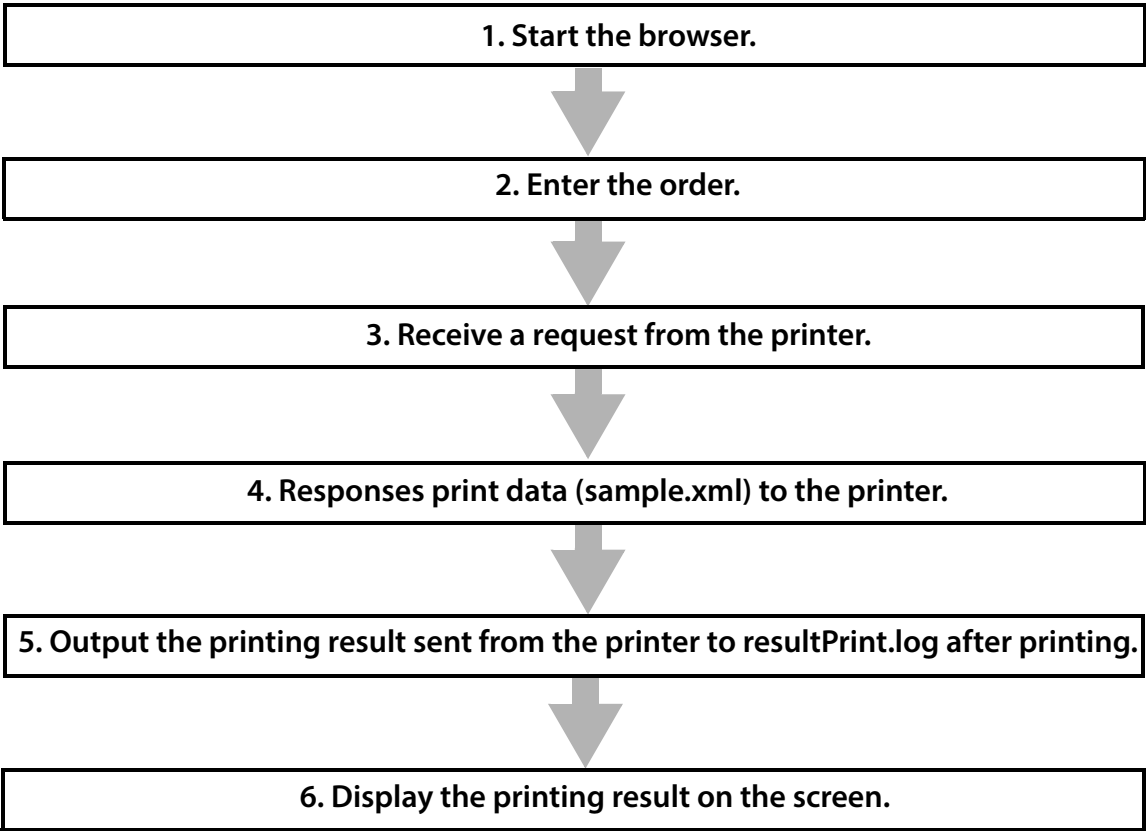 1. Start the browser.
2. Enter the order.
3. Receive a request from the printer.
4. Responses print data (sample.xml) to the printer.
5. Output the printing result sent from the printer to resultPrint.log after printing.
6. Display the printing result on the screen.